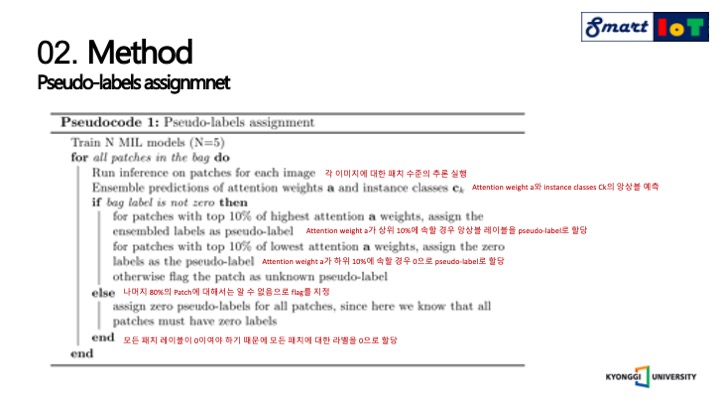 Smart IoT
02. Method
Pseudo-labels assignmnet
Pseudocode 1: Pseudo-labels assignment
Train N MIL models (N=5)
for all patches in the bag do
Run inference on patches for each image 각 이미지에 대한 패치 수준의 추론 실행
Ensemble predictions of attention weights a and instance classes cₖ Attention weight a와 instance classes Ck의 앙상블 예측
if bag label is not zero then
for patches with top 10% of highest attention a weights, assign the
ensembled labels as pseudo-label Attention weight a가 상위 10%에 속할 경우 앙상블 레이블을 pseudo-label로 할당
for patches with top 10% of lowest attention a weights, assign the zero
labels as the pseudo-label Attention weight a가 하위 10%에 속할 경우 0으로 pseudo-label로 할당
otherwise flag the patch as unknown pseudo-label
else 나머지 80%의 Patch에 대해서는 알 수 없음으로 flag를 지정
assign zero pseudo-labels for all patches, since here we know that all
patches must have zero labels
end 모든 패치 레이블이 0이여야 하기 때문에 모든 패치에 대한 라벨을 0으로 할당
end
KYONGGI UNIVERSITY